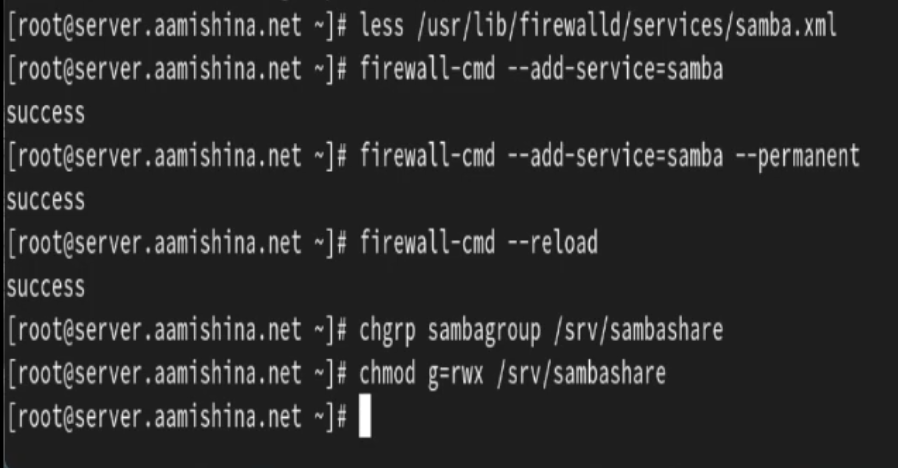 [root@server.aamishina.net ~]# less /usr/lib/firewalld/services/samba.xml
[root@server.aamishina.net ~]# firewall-cmd --add-service=samba
success
[root@server.aamishina.net ~]# firewall-cmd --add-service=samba --permanent
success
[root@server.aamishina.net ~]# firewall-cmd --reload
success
[root@server.aamishina.net ~]# chgrp sambagroup /srv/sambashare
[root@server.aamishina.net ~]# chmod g=rwx /srv/sambashare
[root@server.aamishina.net ~]#